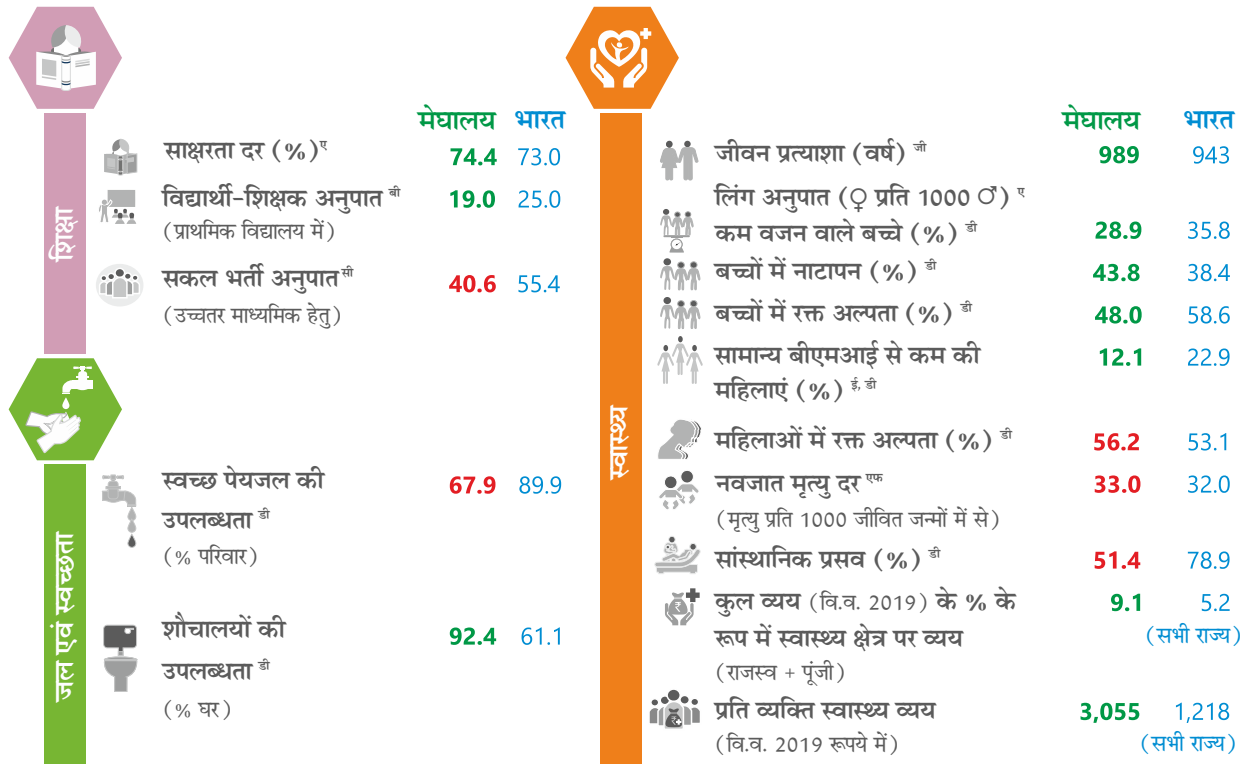 मेघालय भारत
साक्षरता दर (%)ए 74.4 73.0
विद्यार्थी-शिक्षक अनुपात बी 19.0 25.0
(प्राथमिक विद्यालय में)
सकल भर्ती अनुपातसी 40.6 55.4
(उच्चतर माध्यमिक हेतु)
शिक्षा
स्वच्छ पेयजल की 67.9 89.9
उपलब्धता डी
(% परिवार)
शौचालयों की 92.4 61.1
उपलब्धता डी
(% घर)
जल एवं स्वच्छता
मेघालय भारत
जीवन प्रत्याशा (वर्ष) जी 989 943
लिंग अनुपात (♀ प्रति 1000 ♂) ए
कम वजन वाले बच्चे (%) डी 28.9 35.8
बच्चों में नाटापन (%) डी 43.8 38.4
बच्चों में रक्त अल्पता (%) डी 48.0 58.6
सामान्य बीएमआई से कम की 12.1 22.9
महिलाएं (%) ई, डी
महिलाओं में रक्त अल्पता (%) डी 56.2 53.1
नवजात मृत्यु दर एफ 33.0 32.0
(मृत्यु प्रति 1000 जीवित जन्मों में से)
सांस्थानिक प्रसव (%) डी 51.4 78.9
कुल व्यय (वि.व. 2019) के % के 9.1 5.2
रूप में स्वास्थ्य क्षेत्र पर व्यय (सभी राज्य)
(राजस्व + पूंजी)
प्रति व्यक्ति स्वास्थ्य व्यय 3,055 1,218
(वि.व. 2019 रूपये में) (सभी राज्य)
स्वास्थ्य